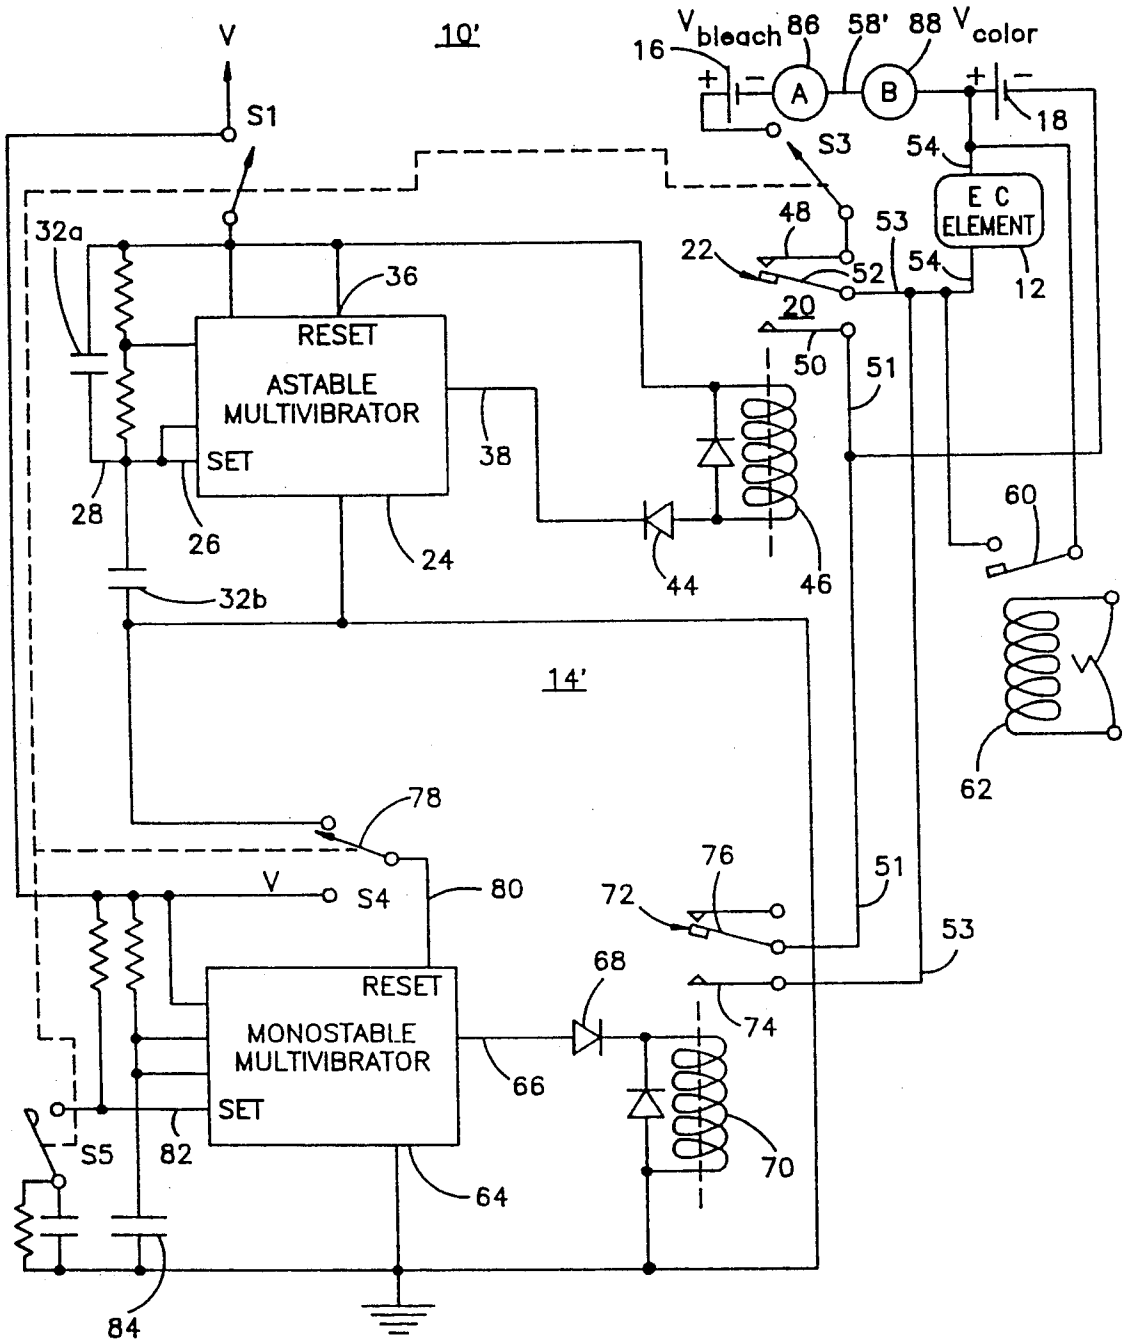 V
10'
V bleach
86
58'
88
V color
16
+
−
A
B
+
−
18
S1
S3
54
E C
ELEMENT
32a
48
53
22
52
54
12
36
20
50
RESET
ASTABLE
MULTIVIBRATOR
51
38
SET
28
26
24
60
44
46
32b
14'
62
78
V
S4
80
76
51
72
53
RESET
68
74
MONOSTABLE
MULTIVIBRATOR
66
SET
S5
82
70
64
84